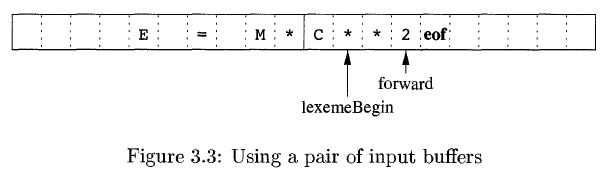 E = M * C * * 2 eof
forward
lexemeBegin
Figure 3.3: Using a pair of input buffers